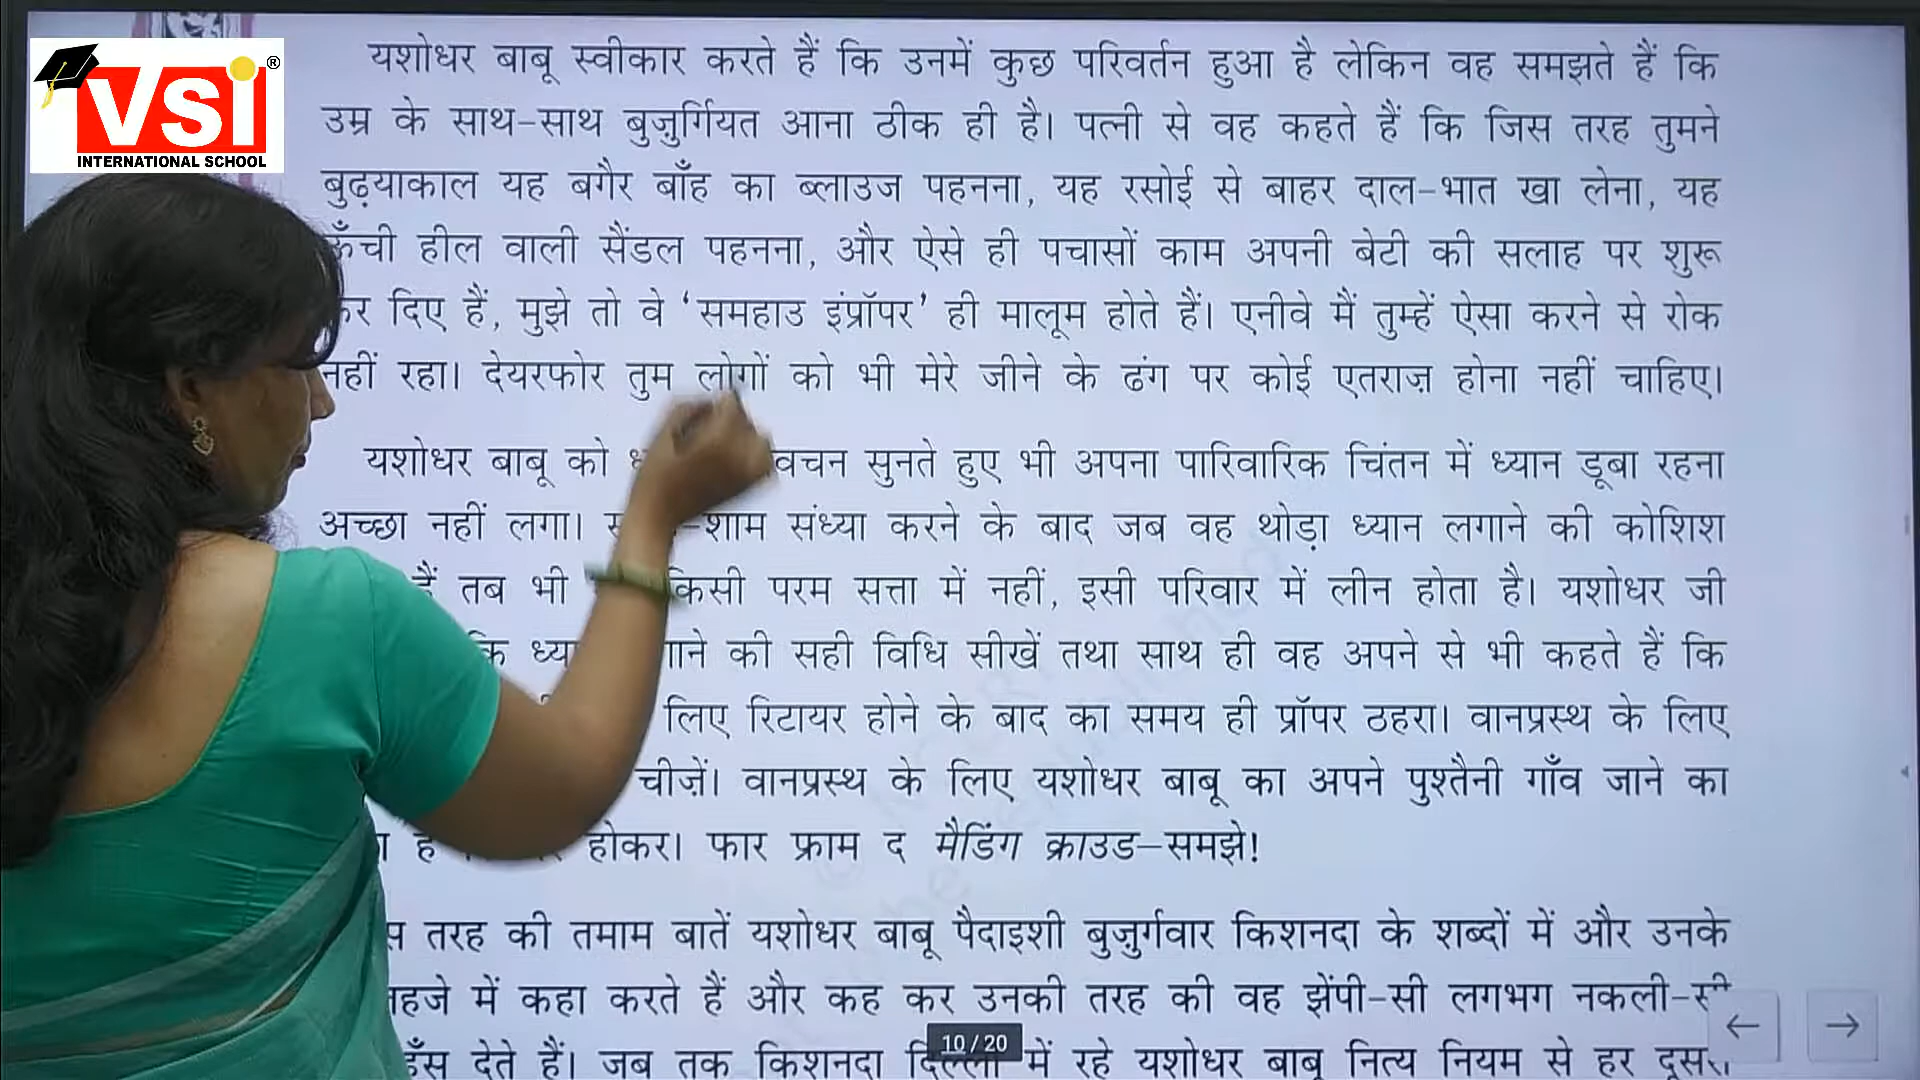 VSI®
INTERNATIONAL SCHOOL
यशोधर बाबू स्वीकार करते हैं कि उनमें कुछ परिवर्तन हुआ है लेकिन वह समझते हैं कि
उम्र के साथ-साथ बुज़ुर्गियत आना ठीक ही है। पत्नी से वह कहते हैं कि जिस तरह तुमने
बुढ़याकाल यह बगैर बाँह का ब्लाउज पहनना, यह रसोई से बाहर दाल-भात खा लेना, यह
ऊँची हील वाली सैंडल पहनना, और ऐसे ही पचासों काम अपनी बेटी की सलाह पर शुरू
कर दिए हैं, मुझे तो वे ‘समहाउ इंप्रॉपर’ ही मालूम होते हैं। एनीवे मैं तुम्हें ऐसा करने से रोक
नहीं रहा। देयरफोर तुम लोगों को भी मेरे जीने के ढंग पर कोई एतराज़ होना नहीं चाहिए।
यशोधर बाबू को वचन सुनते हुए भी अपना पारिवारिक चिंतन में ध्यान डूबा रहना
अच्छा नहीं लगा। -शाम संध्या करने के बाद जब वह थोड़ा ध्यान लगाने की कोशिश
हैं तब भी किसी परम सत्ता में नहीं, इसी परिवार में लीन होता है। यशोधर जी
की सही विधि सीखें तथा साथ ही वह अपने से भी कहते हैं कि
लिए रिटायर होने के बाद का समय ही प्रॉपर ठहरा। वानप्रस्थ के लिए
चीज़ें। वानप्रस्थ के लिए यशोधर बाबू का अपने पुश्तैनी गाँव जाने का
होकर। फार फ्राम द मैडिंग क्राउड–समझे!
तरह की तमाम बातें यशोधर बाबू पैदाइशी बुज़ुर्गवार किशनदा के शब्दों में और उनके
में कहा करते हैं और कह कर उनकी तरह की वह झेंपी-सी लगभग नकली-सी
हँस देते हैं। जब तक किशनदा दिल्ली में रहे यशोधर बाबू नित्य नियम से हर दूसरी
10 / 20